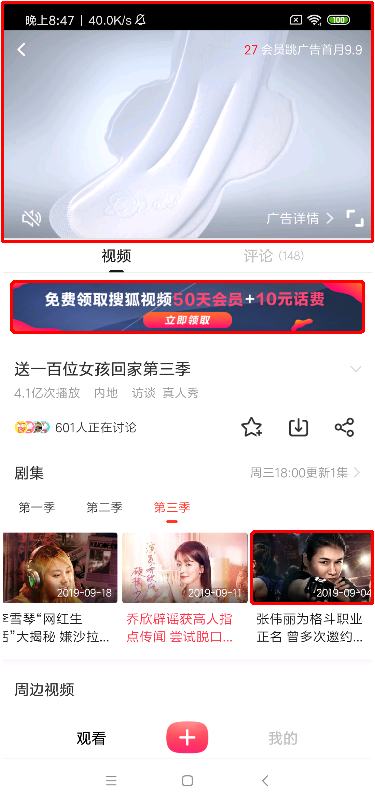 晚上8:47 40.0K/s 100
27 会员跳广告首月9.9
广告详情
视频 评论 (148)
免费领取搜狐视频50天会员+10元话费
立即领取
送一百位女孩回家第三季
4.1亿次播放 内地 访谈 真人秀
601人正在讨论
剧集 周三18:00更新1集
第一季 第二季 第三季
2019-09-18 2019-09-11 2019-09-04
李雪琴“网红生 乔欣辟谣获高人指 张伟丽为格斗职业
活”大揭秘 嫌沙拉... 点传闻 尝试脱口... 正名 曾多次邀约...
周边视频
观看 我的